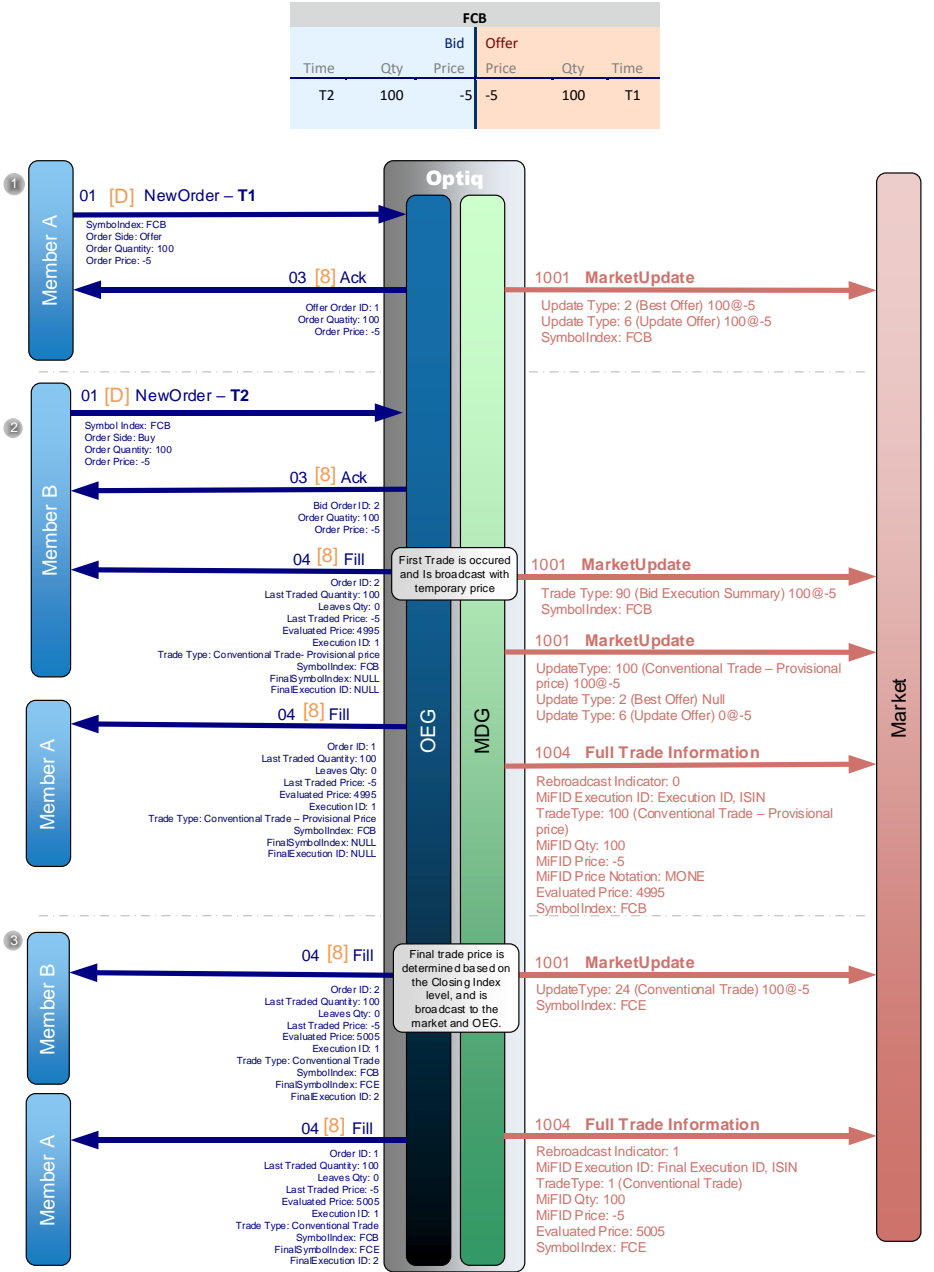 FCB
Bid Offer
Time Qty Price Price Qty Time
T2 100 -5 -5 100 T1
Optiq
OEG
MDG
Market
1
Member A
01 [D] NewOrder – T1
SymbolIndex: FCB
Order Side: Offer
Order Quantity: 100
Order Price: -5
03 [8] Ack
Offer Order ID: 1
Order Quatity: 100
Order Price: -5
1001 MarketUpdate
Update Type: 2 (Best Offer) 100@-5
Update Type: 6 (Update Offer) 100@-5
SymbolIndex: FCB
2
Member B
01 [D] NewOrder – T2
Symbol Index: FCB
Order Side: Buy
Order Quantity: 100
Order Price: -5
03 [8] Ack
Bid Order ID: 2
Order Quatity: 100
Order Price: -5
04 [8] Fill
Order ID: 2
Last Traded Quantity: 100
Leaves Qty: 0
Last Traded Price: -5
Evaluated Price: 4995
Execution ID: 1
Trade Type: Conventional Trade- Provisional price
SymbolIndex: FCB
FinalSymbolIndex: NULL
FinalExecution ID: NULL
First Trade is occured
and Is broadcast with
temporary price
1001 MarketUpdate
Trade Type: 90 (Bid Execution Summary) 100@-5
SymbolIndex: FCB
1001 MarketUpdate
UpdateType: 100 (Conventional Trade – Provisional
price) 100@-5
Update Type: 2 (Best Offer) Null
Update Type: 6 (Update Offer) 0@-5
Member A
04 [8] Fill
Order ID: 1
Last Traded Quantity: 100
Leaves Qty: 0
Last Traded Price: -5
Evaluated Price: 4995
Execution ID: 1
Trade Type: Conventional Trade – Provisional Price
SymbolIndex: FCB
FinalSymbolIndex: NULL
FinalExecution ID: NULL
1004 Full Trade Information
Rebroadcast Indicator: 0
MiFID Execution ID: Execution ID, ISIN
TradeType: 100 (Conventional Trade – Provisional
price)
MiFID Qty: 100
MiFID Price: -5
MiFID Price Notation: MONE
Evaluated Price: 4995
SymbolIndex: FCB
3
Member B
04 [8] Fill
Order ID: 2
Last Traded Quantity: 100
Leaves Qty: 0
Last Traded Price: -5
Evaluated Price: 5005
Execution ID: 1
Trade Type: Conventional Trade
SymbolIndex: FCB
FinalSymbolIndex: FCE
FinalExecution ID: 2
Final trade price is
determined based on
the Closing Index
level, and is
broadcast to the
market and OEG.
1001 MarketUpdate
UpdateType: 24 (Conventional Trade) 100@-5
SymbolIndex: FCE
Member A
04 [8] Fill
Order ID: 1
Last Traded Quantity: 100
Leaves Qty: 0
Last Traded Price: -5
Evaluated Price: 5005
Execution ID: 1
Trade Type: Conventional Trade
SymbolIndex: FCB
FinalSymbolIndex: FCE
FinalExecution ID: 2
1004 Full Trade Information
Rebroadcast Indicator: 1
MiFID Execution ID: Final Execution ID, ISIN
TradeType: 1 (Conventional Trade)
MiFID Qty: 100
MiFID Price: -5
Evaluated Price: 5005
SymbolIndex: FCE